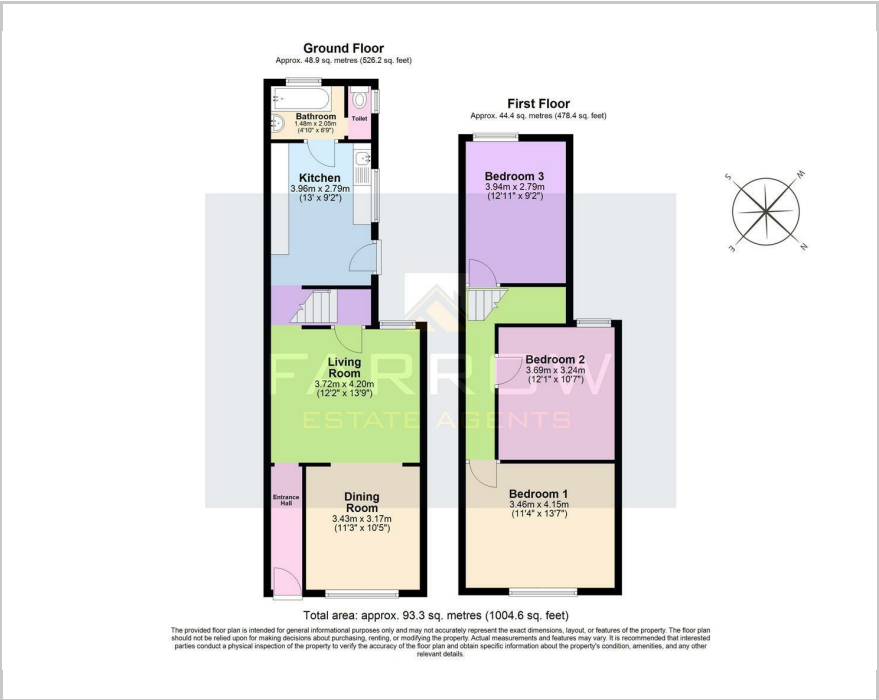 Ground Floor
Approx. 48.9 sq. metres (526.2 sq. feet)
Bathroom
1.48m x 2.05m
(4'10" x 6'9")
Toilet
Kitchen
3.96m x 2.79m
(13' x 9'2")
Living
Room
3.72m x 4.20m
(12'2" x 13'9")
Entrance
Hall
Dining
Room
3.43m x 3.17m
(11'3" x 10'5")
First Floor
Approx. 44.4 sq. metres (478.4 sq. feet)
Bedroom 3
3.94m x 2.79m
(12'11" x 9'2")
Bedroom 2
3.69m x 3.24m
(12'1" x 10'7")
Bedroom 1
3.46m x 4.15m
(11'4" x 13'7")
S
W
E
N
FARROW
ESTATE AGENTS
Total area: approx. 93.3 sq. metres (1004.6 sq. feet)
The provided floor plan is intended for general informational purposes only and may not accurately represent the exact dimensions, layout, or features of the property. The floor plan
should not be relied upon for making decisions about purchasing, renting, or modifying the property. Actual measurements and features may vary. It is recommended that interested
parties conduct a physical inspection of the property to verify the accuracy of the floor plan and obtain specific information about the property's condition, amenities, and any other
relevant details.